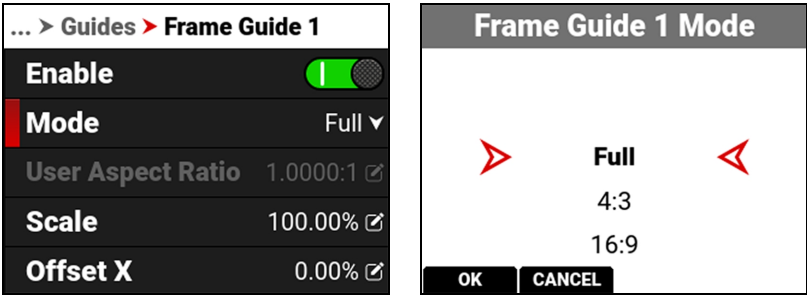 ... > Guides > Frame Guide 1
Enable
Mode Full
User Aspect Ratio 1.0000:1
Scale 100.00%
Offset X 0.00%
Frame Guide 1 Mode
Full
4:3
16:9
OK CANCEL